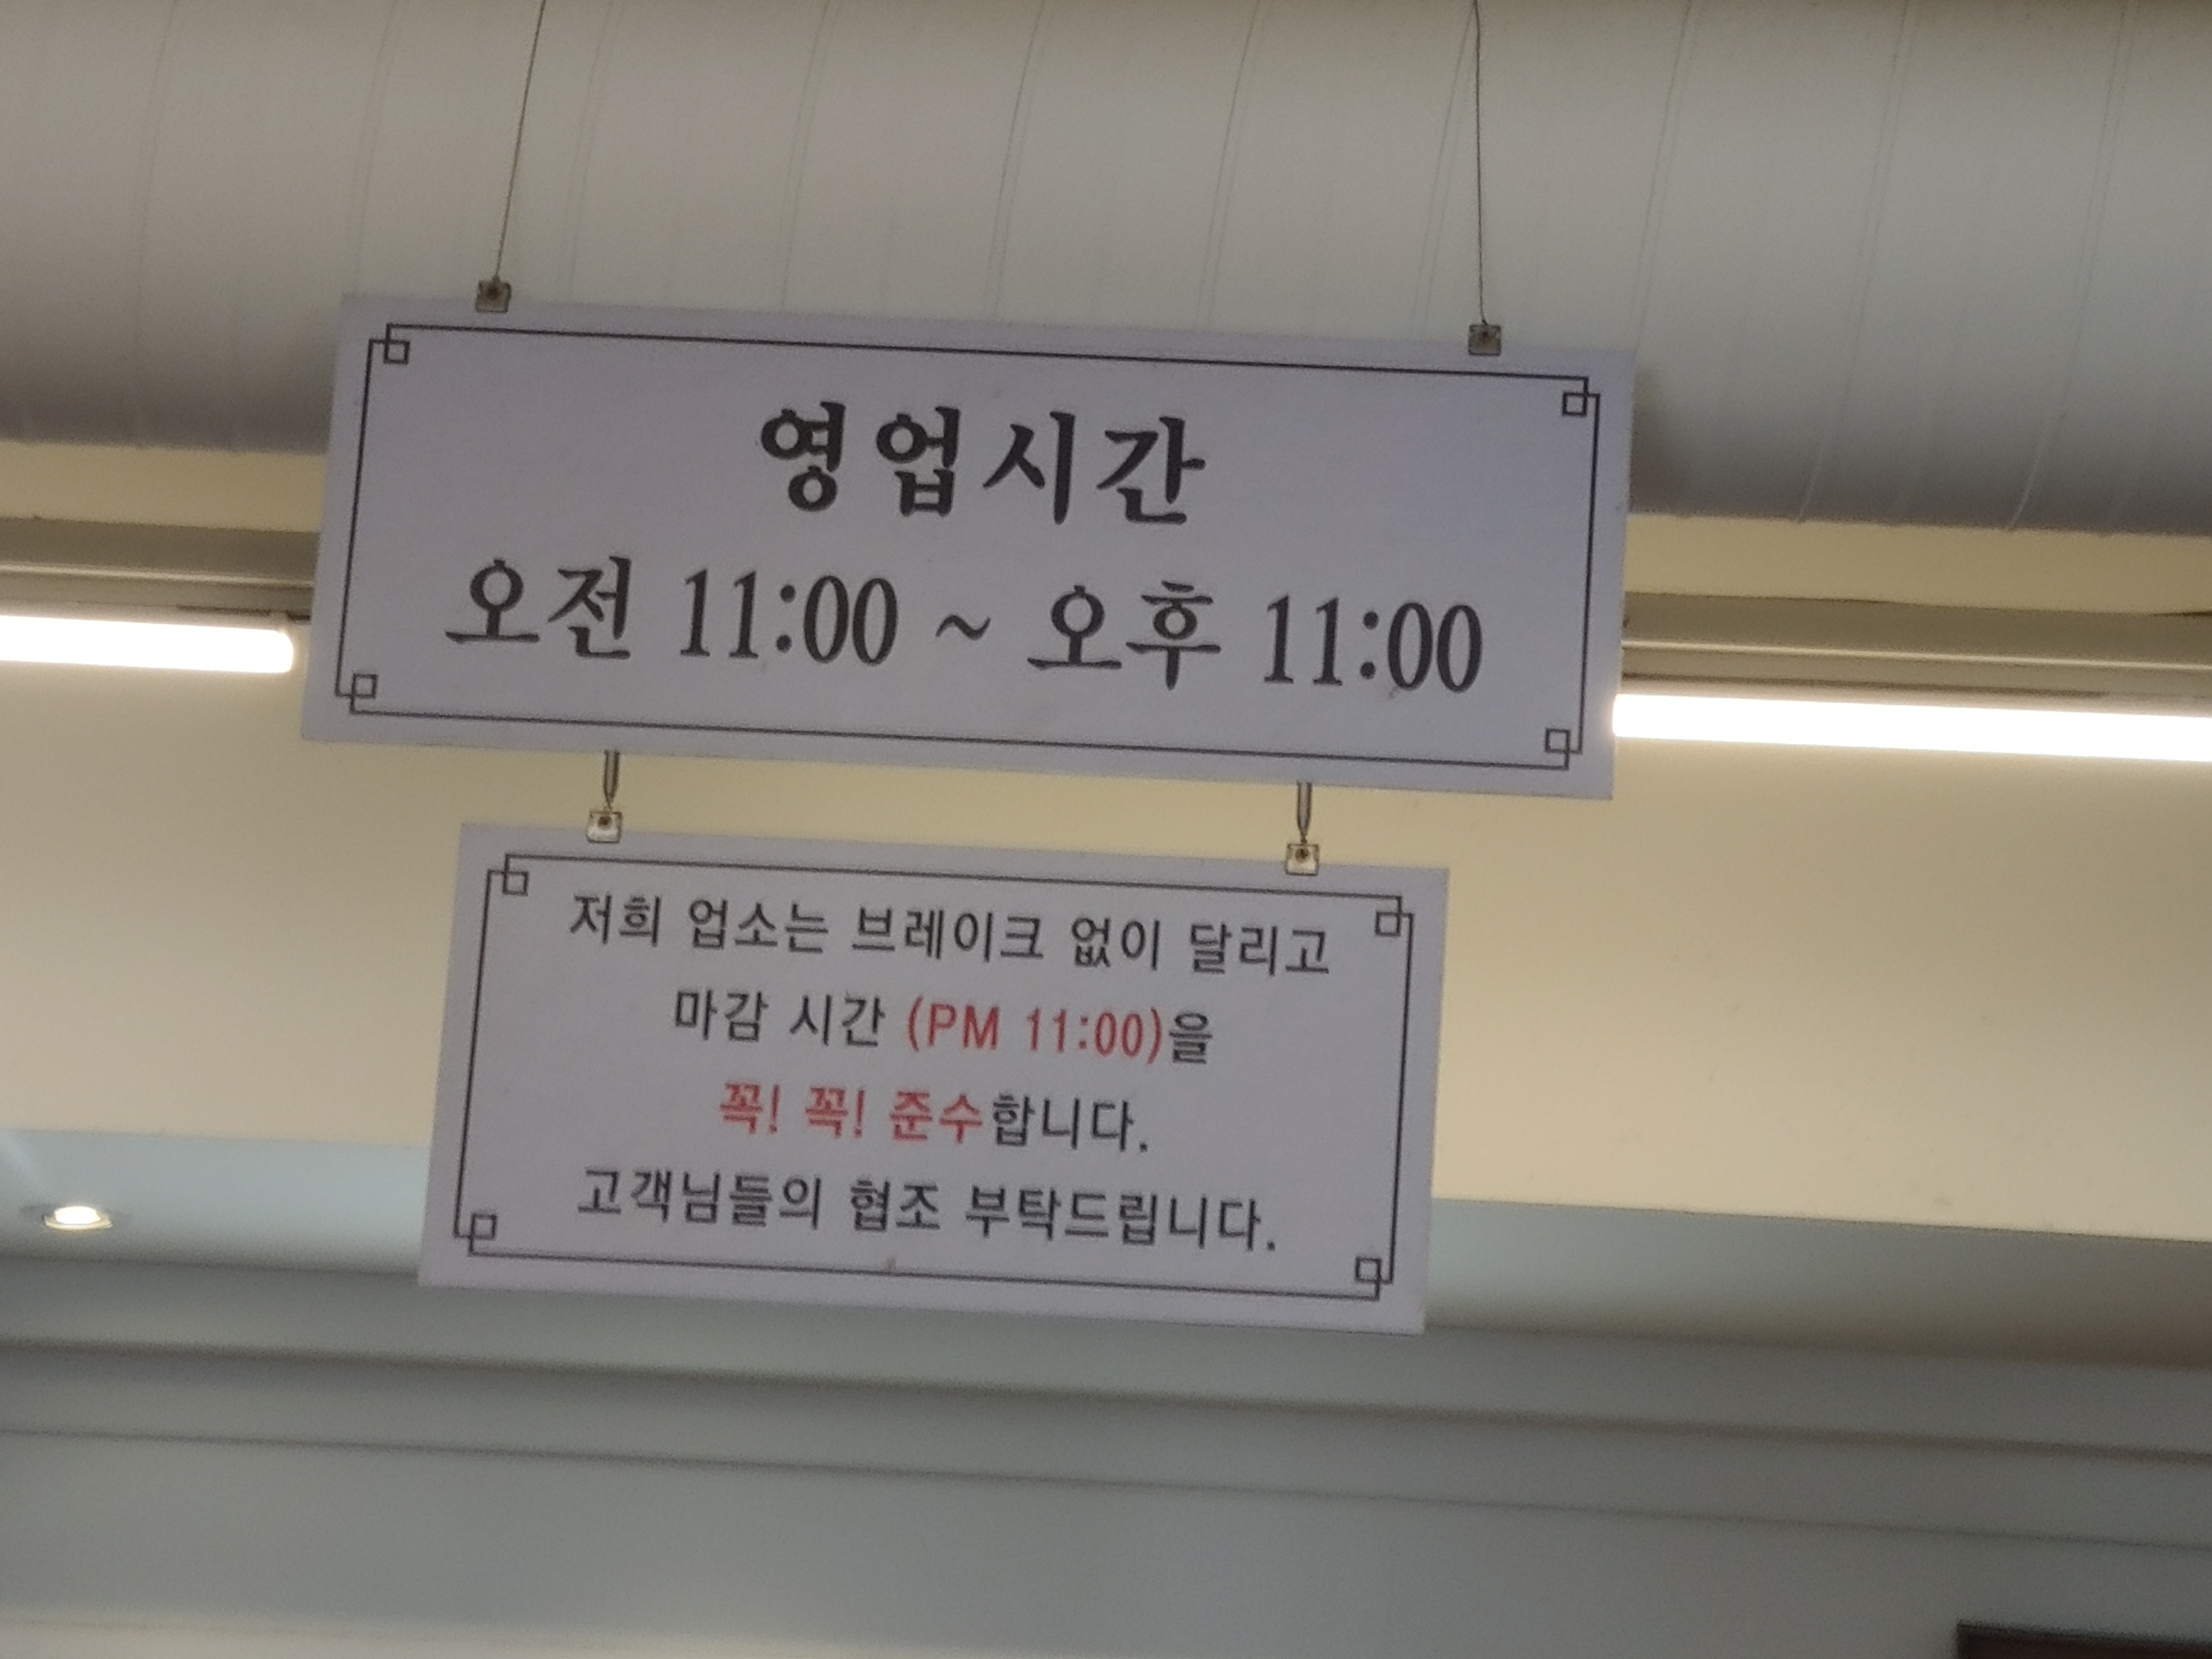 영업시간
오전 11:00 ~ 오후 11:00
저희 업소는 브레이크 없이 달리고
마감 시간 (PM 11:00)을
꼭! 꼭! 준수합니다.
고객님들의 협조 부탁드립니다.